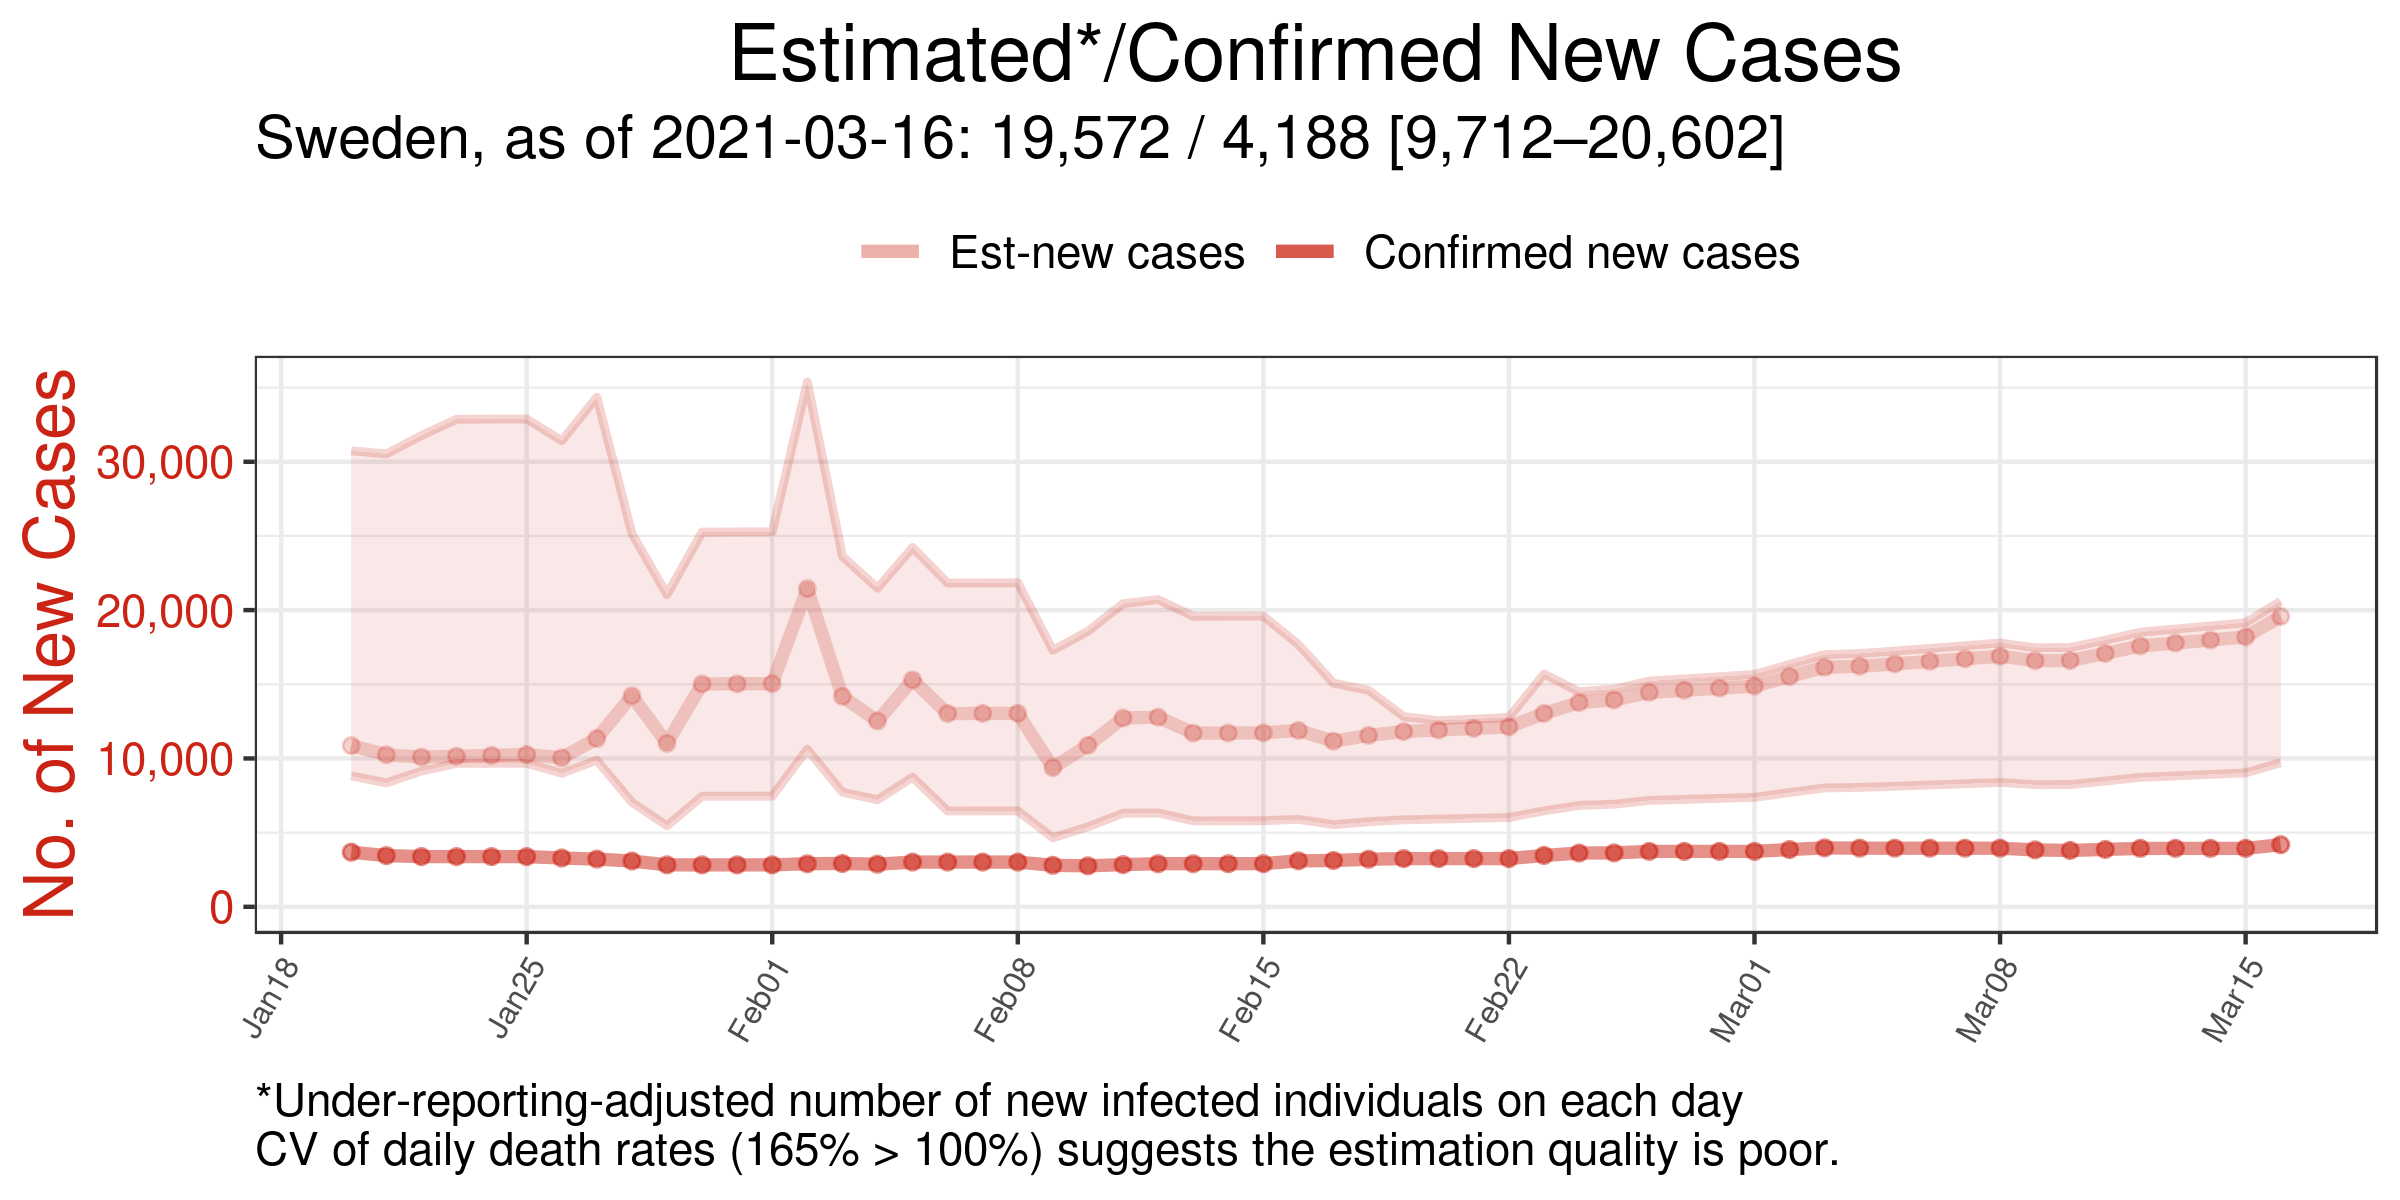 Estimated*/Confirmed New Cases
Sweden, as of 2021-03-16: 19,572 / 4,188 [9,712–20,602]
Est-new cases
Confirmed new cases
No. of New Cases
30,000
20,000
10,000
0
Jan18
Jan25
Feb01
Feb08
Feb15
Feb22
Mar01
Mar08
Mar15
*Under-reporting-adjusted number of new infected individuals on each day
CV of daily death rates (165% > 100%) suggests the estimation quality is poor.